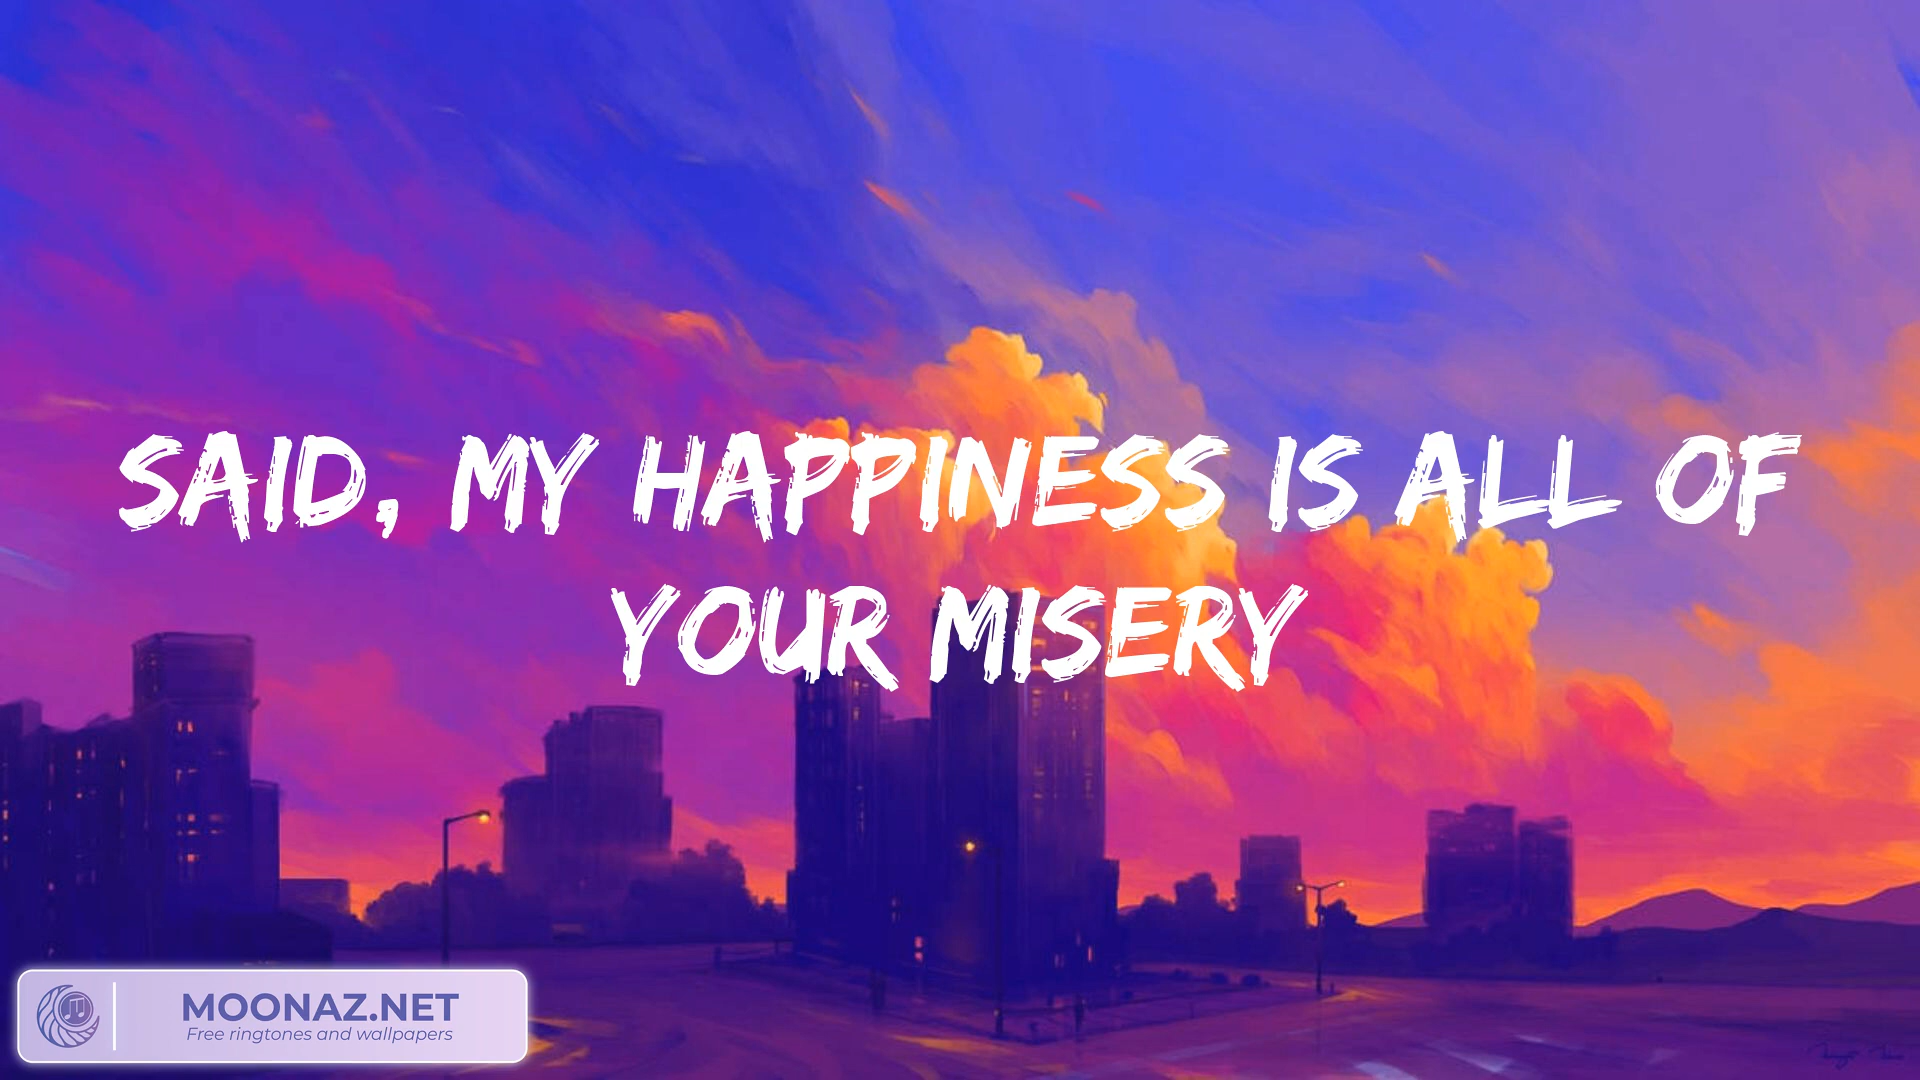 SAID, MY HAPPINESS IS ALL OF
YOUR MISERY
MOONAZ.NET
Free ringtones and wallpapers